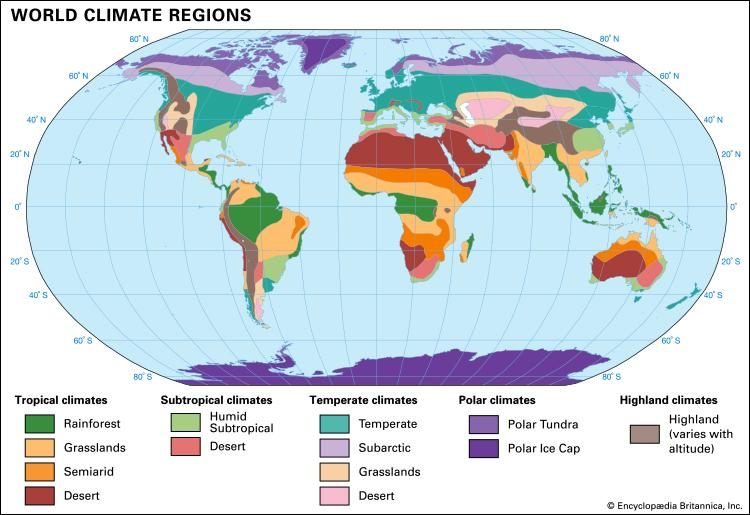 WORLD CLIMATE REGIONS
80° N
80° N
60° N
60° N
40° N
40° N
20° N
20° N
0°
0°
20° S
20° S
40° S
40° S
60° S
60° S
80° S
80° S
Tropical climates
Rainforest
Grasslands
Semiarid
Desert
Subtropical climates
Humid
Subtropical
Desert
Temperate climates
Temperate
Subarctic
Grasslands
Desert
Polar climates
Polar Tundra
Polar Ice Cap
Highland climates
Highland
(varies with
altitude)
© Encyclopædia Britannica, Inc.